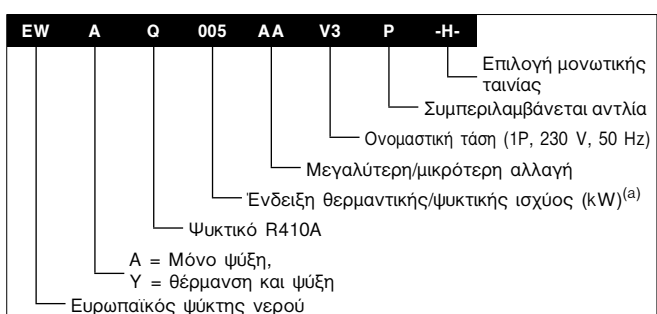 EW A Q 005 AA V3 P -H-
Επιλογή μονωτικής
ταινίας
Συμπεριλαμβάνεται αντλία
Ονομαστική τάση (1P, 230 V, 50 Hz)
Μεγαλύτερη/μικρότερη αλλαγή
Ένδειξη θερμαντικής/ψυκτικής ισχύος (kW)(a)
Ψυκτικό R410A
A = Μόνο ψύξη,
Y = θέρμανση και ψύξη
Ευρωπαϊκός ψύκτης νερού